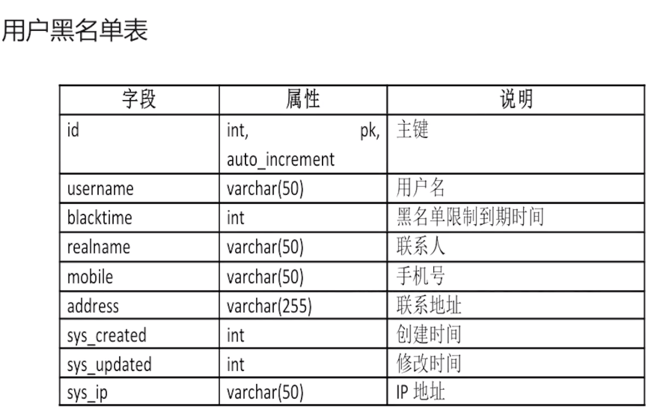 用户黑名单表
字段 属性 说明
id int, pk, 主键
auto_increment
username varchar(50) 用户名
blacktime int 黑名单限制到期时间
realname varchar(50) 联系人
mobile varchar(50) 手机号
address varchar(255) 联系地址
sys_created int 创建时间
sys_updated int 修改时间
sys_ip varchar(50) IP 地址